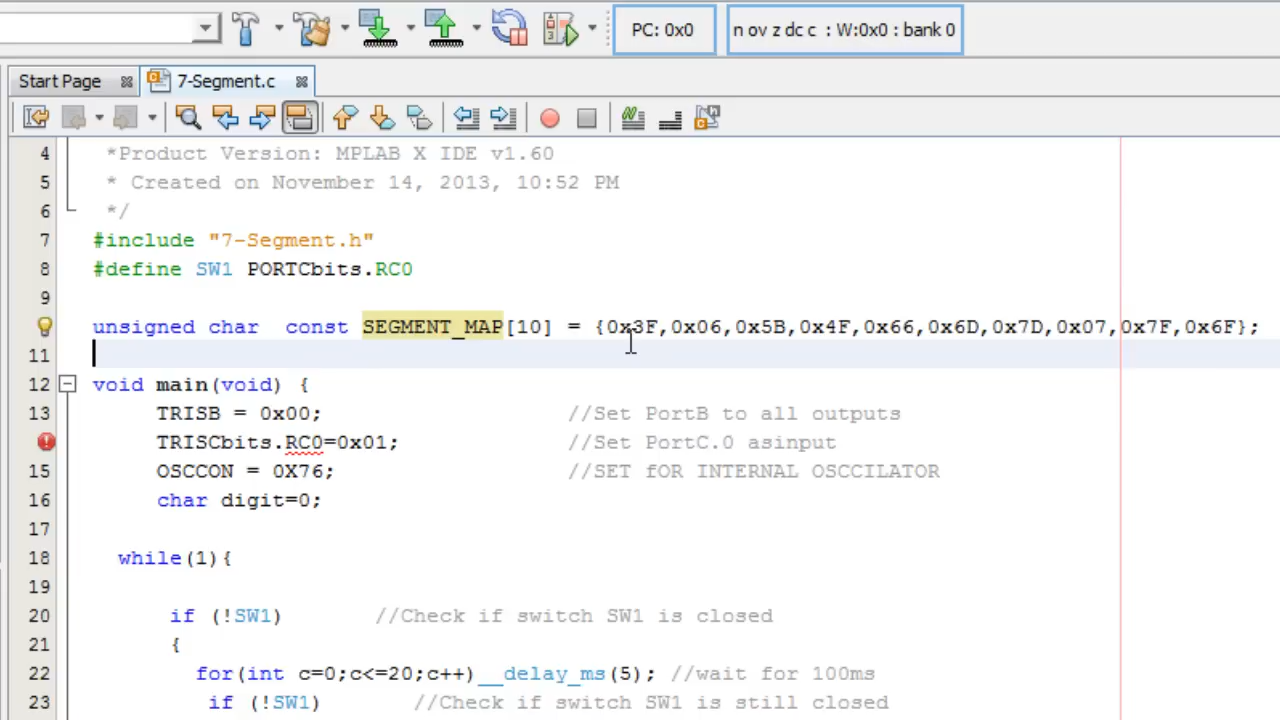 PC: 0x0
n ov z dc c : W:0x0 : bank 0
Start Page
7-Segment.c
4 *Product Version: MPLAB X IDE v1.60
5 * Created on November 14, 2013, 10:52 PM
6 */
7 #include "7-Segment.h"
8 #define SW1 PORTCbits.RC0
9
unsigned char const SEGMENT_MAP[10] = {0x3F,0x06,0x5B,0x4F,0x66,0x6D,0x7D,0x07,0x7F,0x6F};
11
12 void main(void) {
13 TRISB = 0x00; //Set PortB to all outputs
TRISCbits.RC0=0x01; //Set PortC.0 asinput
15 OSCCON = 0X76; //SET fOR INTERNAL OSCCILATOR
16 char digit=0;
17
18 while(1){
19
20 if (!SW1) //Check if switch SW1 is closed
21 {
22 for(int c=0;c<=20;c++)__delay_ms(5); //wait for 100ms
23 if (!SW1) //Check if switch SW1 is still closed